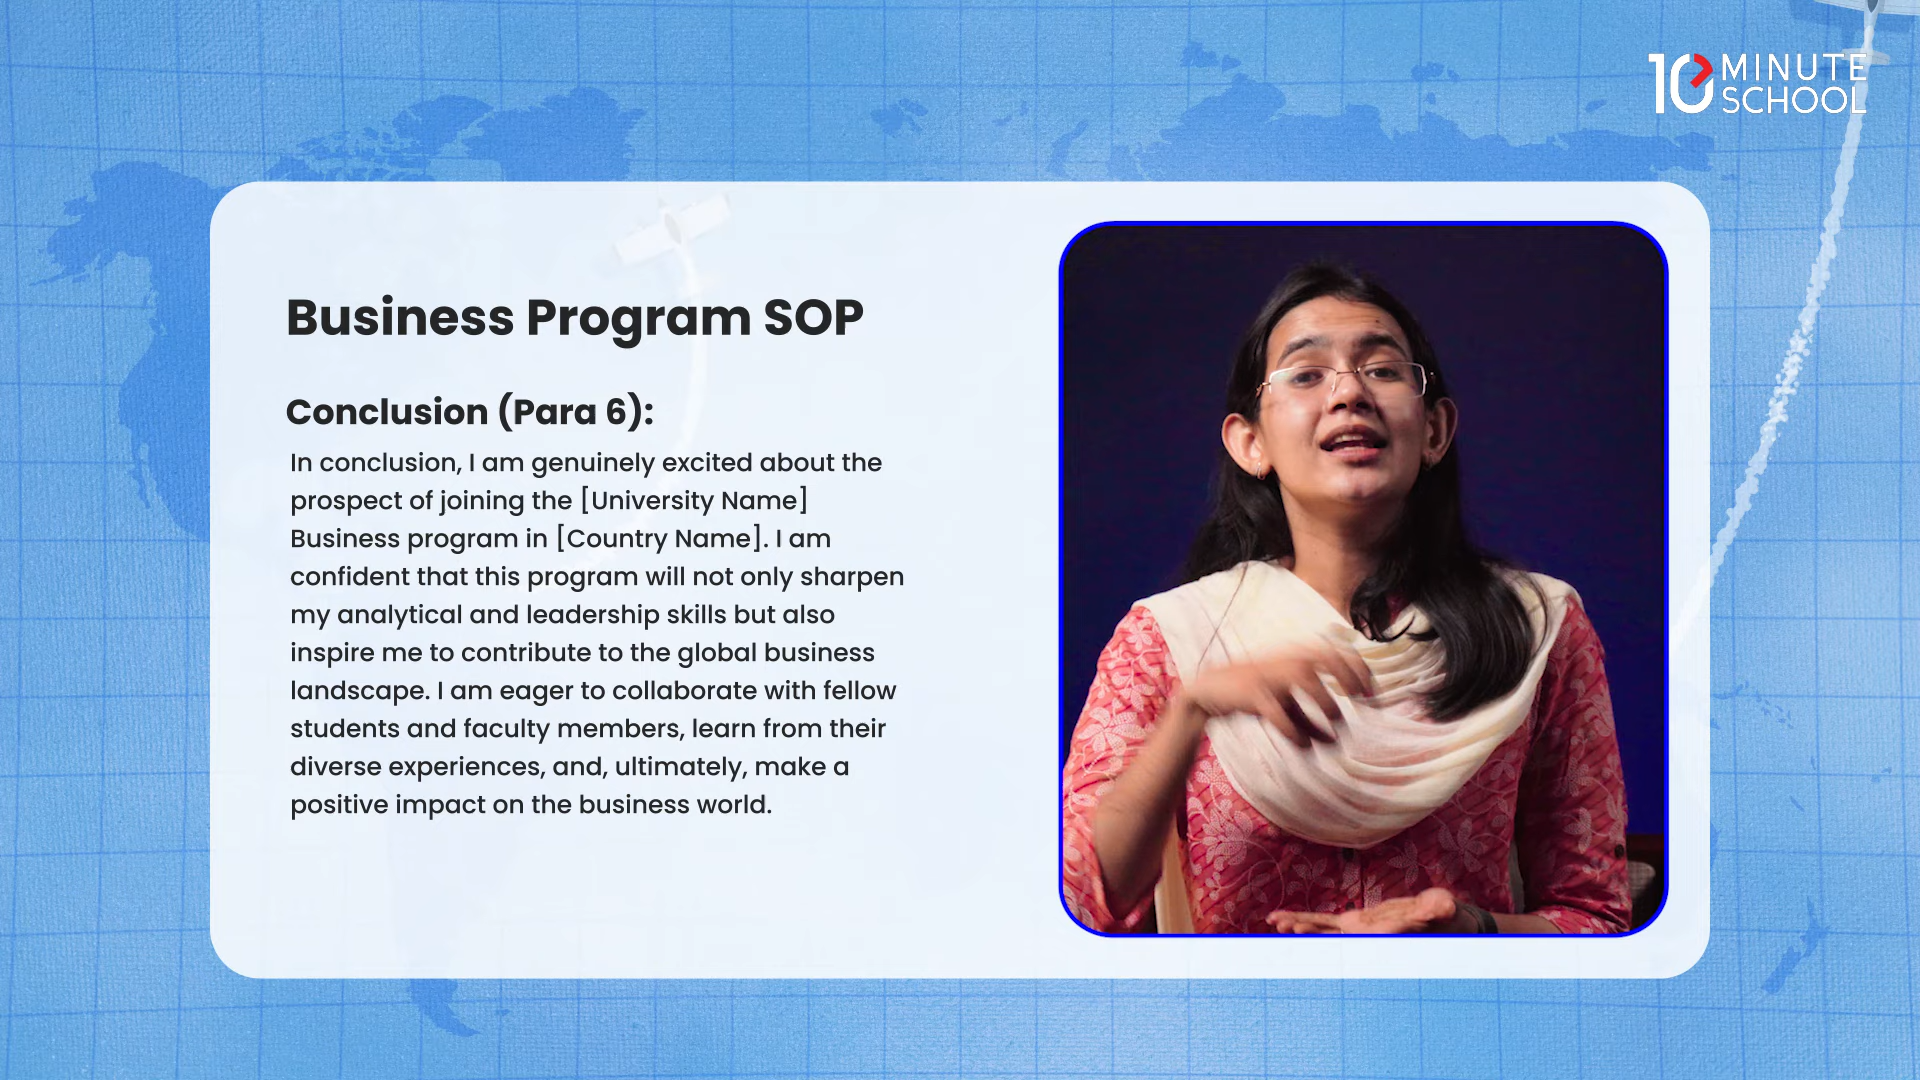 10 MINUTE
SCHOOL
Business Program SOP
Conclusion (Para 6):
In conclusion, I am genuinely excited about the
prospect of joining the [University Name]
Business program in [Country Name]. I am
confident that this program will not only sharpen
my analytical and leadership skills but also
inspire me to contribute to the global business
landscape. I am eager to collaborate with fellow
students and faculty members, learn from their
diverse experiences, and, ultimately, make a
positive impact on the business world.